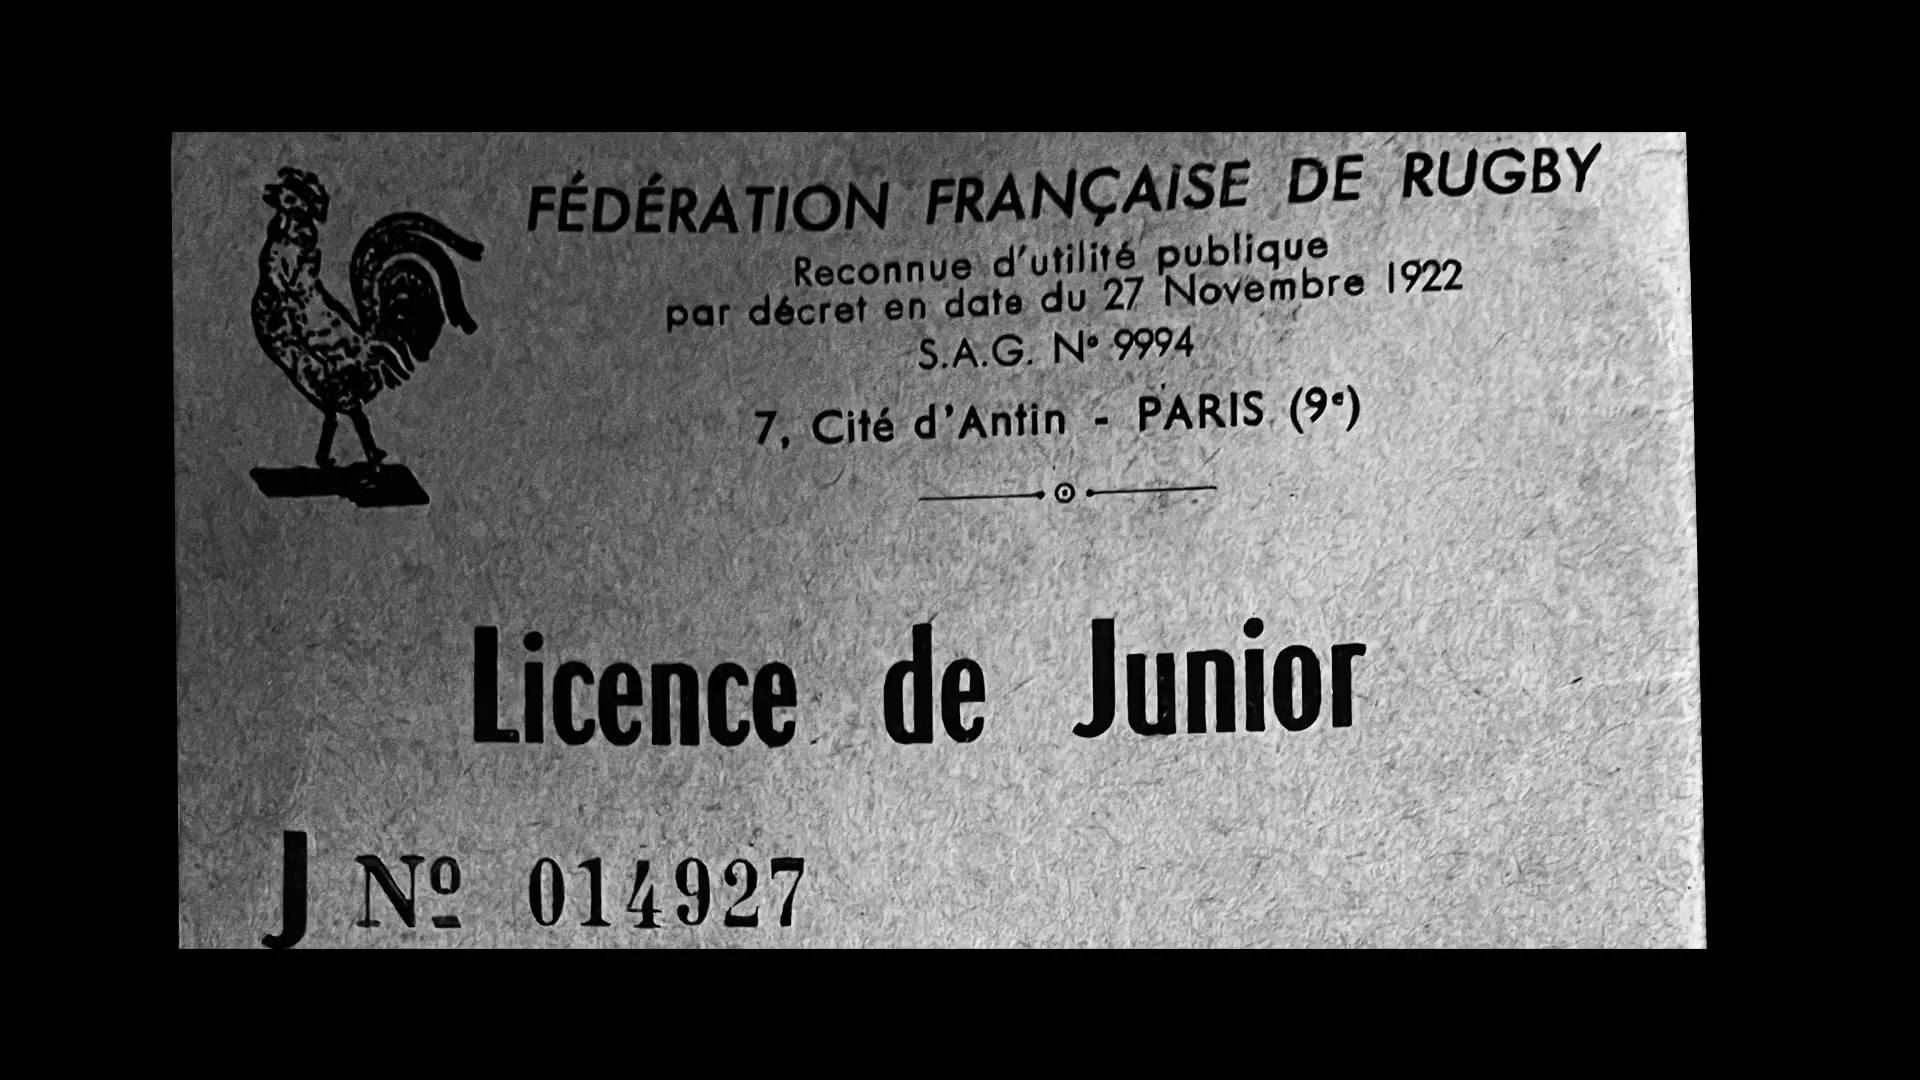 FÉDÉRATION FRANÇAISE DE RUGBY
Reconnue d'utilité publique
par décret en date du 27 Novembre 1922
S.A.G. N° 9994
7, Cité d'Antin - PARIS (9ᵉ)
Licence de Junior
J Nº 014927